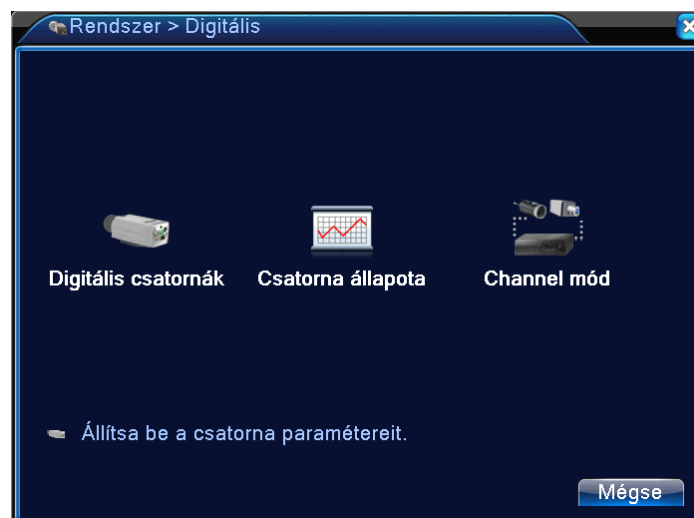 Rendszer > Digitális
Digitális csatornák
Csatorna állapota
Channel mód
Állítsa be a csatorna paramétereit.
Mégse